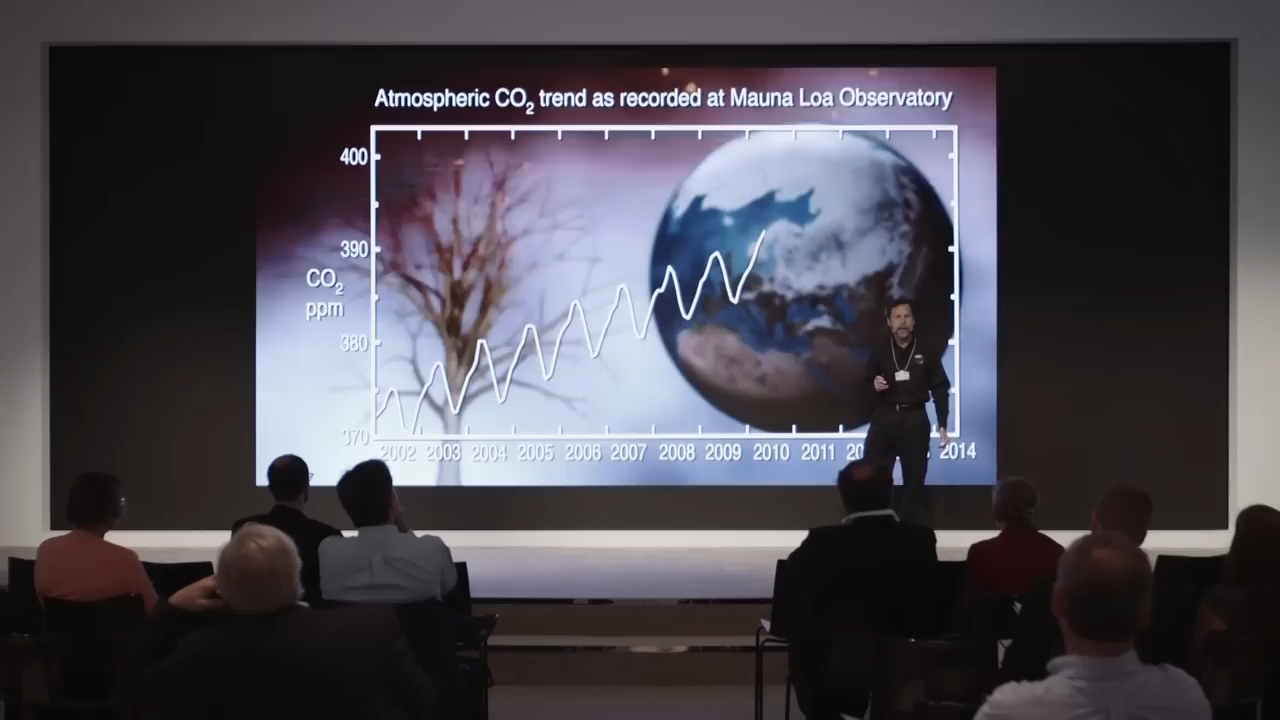 Atmospheric CO₂ trend as recorded at Mauna Loa Observatory
400
390
CO₂
ppm
380
370
2002 2003 2004 2005 2006 2007 2008 2009 2010 2011 2014